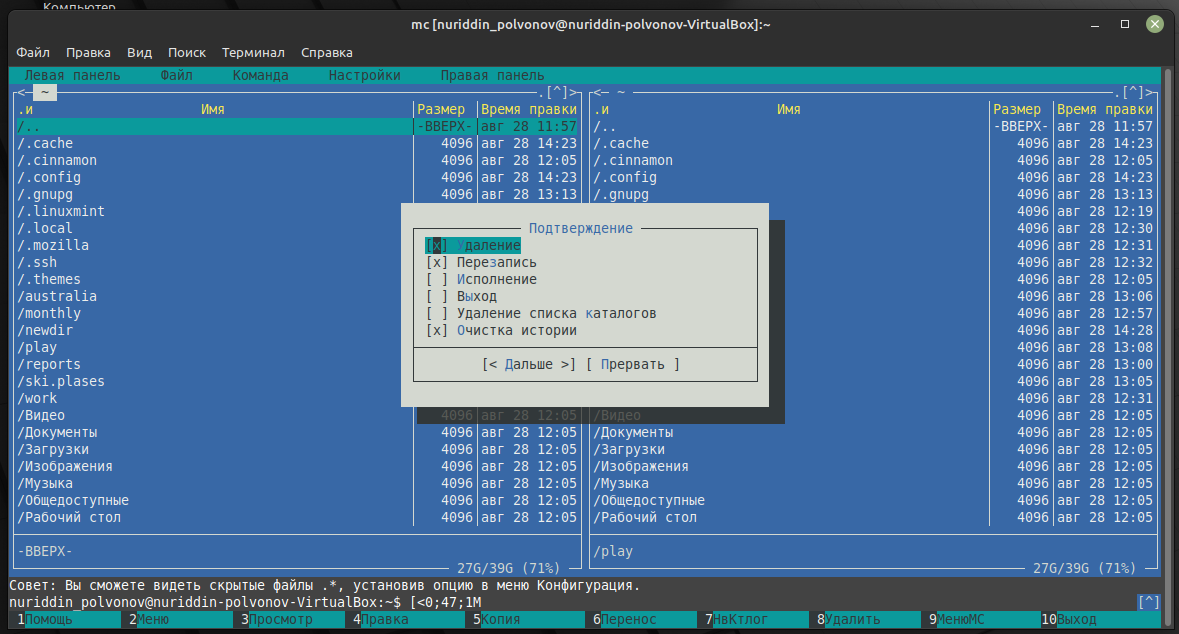 Компьютер
mc [nuriddin_polvonov@nuriddin-polvonov-VirtualBox]:~
Файл Правка Вид Поиск Терминал Справка
Левая панель Файл Команда Настройки Правая панель
<─ ~ .[^]> <─ ~ .[^]>
.и Имя Размер Время правки .и Имя Размер Время правки
/.. -ВВЕРХ- авг 28 11:57 /.. -ВВЕРХ- авг 28 11:57
/.cache 4096 авг 28 14:23 /.cache 4096 авг 28 14:23
/.cinnamon 4096 авг 28 12:05 /.cinnamon 4096 авг 28 12:05
/.config 4096 авг 28 14:23 /.config 4096 авг 28 14:23
/.gnupg 4096 авг 28 13:13 /.gnupg 4096 авг 28 13:13
/.linuxmint 4096 авг 28 12:19
/.local Подтверждение 4096 авг 28 12:30
/.mozilla [x] Удаление 4096 авг 28 12:31
/.ssh [x] Перезапись 4096 авг 28 12:32
/.themes [ ] Исполнение 4096 авг 28 12:05
/australia [ ] Выход 4096 авг 28 13:06
/monthly [ ] Удаление списка каталогов 4096 авг 28 12:57
/newdir [x] Очистка истории 4096 авг 28 14:28
/play 4096 авг 28 13:08
/reports [< Дальше >] [ Прервать ] 4096 авг 28 13:00
/ski.plases 4096 авг 28 13:05
/work 4096 авг 28 12:31
/Видео 4096 авг 28 12:05 /Видео 4096 авг 28 12:05
/Документы 4096 авг 28 12:05 /Документы 4096 авг 28 12:05
/Загрузки 4096 авг 28 12:05 /Загрузки 4096 авг 28 12:05
/Изображения 4096 авг 28 12:05 /Изображения 4096 авг 28 12:05
/Музыка 4096 авг 28 12:05 /Музыка 4096 авг 28 12:05
/Общедоступные 4096 авг 28 12:05 /Общедоступные 4096 авг 28 12:05
/Рабочий стол 4096 авг 28 12:05 /Рабочий стол 4096 авг 28 12:05
-ВВЕРХ- /play
27G/39G (71%) 27G/39G (71%)
Совет: Вы сможете видеть скрытые файлы .*, установив опцию в меню Конфигурация.
nuriddin_polvonov@nuriddin-polvonov-VirtualBox:~$ [<0;47;1M [^]
1Помощь 2Меню 3Просмотр 4Правка 5Копия 6Перенос 7НвКтлог 8Удалить 9МенюMC 10Выход